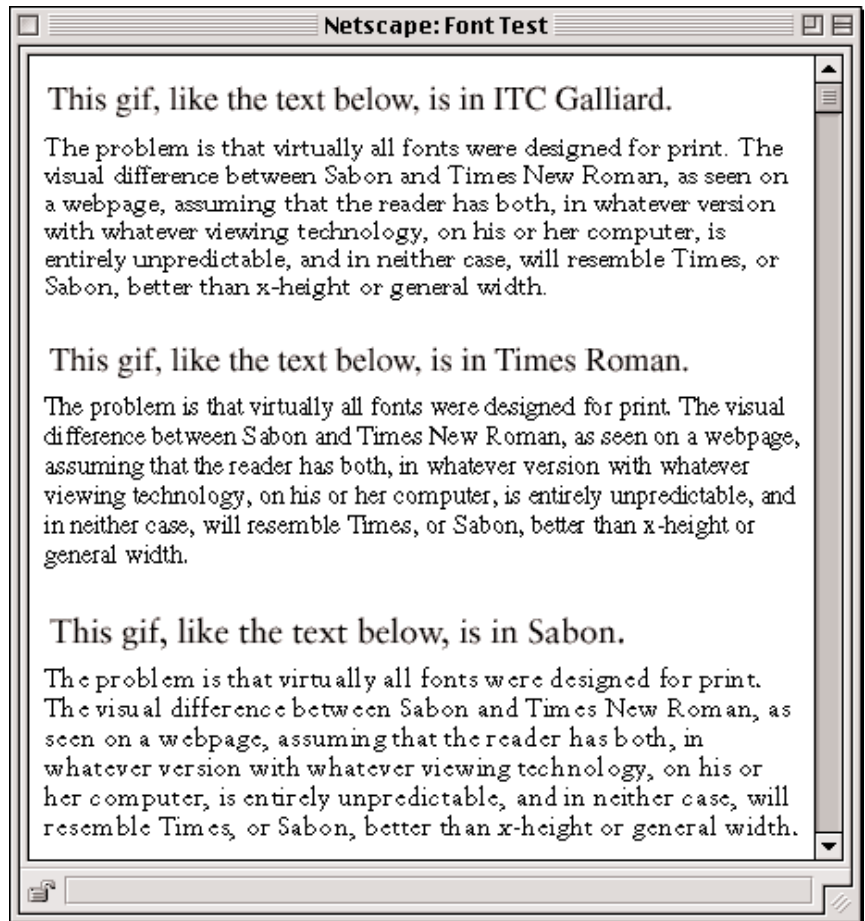 Netscape: Font Test
This gif, like the text below, is in ITC Galliard.
The problem is that virtually all fonts were designed for print. The
visual difference between Sabon and Times New Roman, as seen on
a webpage, assuming that the reader has both, in whatever version
with whatever viewing technology, on his or her computer, is
entirely unpredictable, and in neither case, will resemble Times, or
Sabon, better than x-height or general width.
This gif, like the text below, is in Times Roman.
The problem is that virtually all fonts were designed for print. The visual
difference between Sabon and Times New Roman, as seen on a webpage,
assuming that the reader has both, in whatever version with whatever
viewing technology, on his or her computer, is entirely unpredictable, and
in neither case, will resemble Times, or Sabon, better than x-height or
general width.
This gif, like the text below, is in Sabon.
The problem is that virtually all fonts were designed for print.
The visual difference between Sabon and Times New Roman, as
seen on a webpage, assuming that the reader has both, in
whatever version with whatever viewing technology, on his or
her computer, is entirely unpredictable, and in neither case, will
resemble Times, or Sabon, better than x-height or general width.